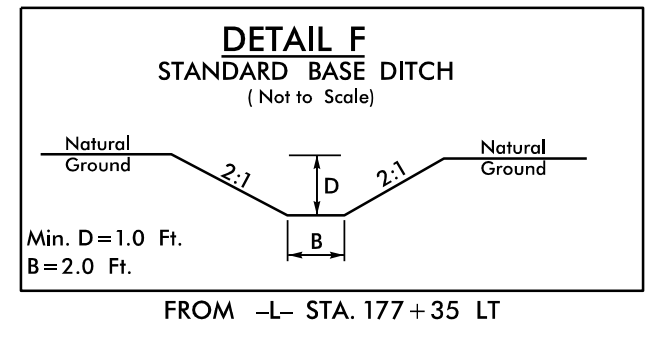 DETAIL F
STANDARD BASE DITCH
( Not to Scale)
Natural
Ground
2:1
D
2:1
Natural
Ground
B
Min. D=1.0 Ft.
B=2.0 Ft.
FROM -L- STA. 177+35 LT